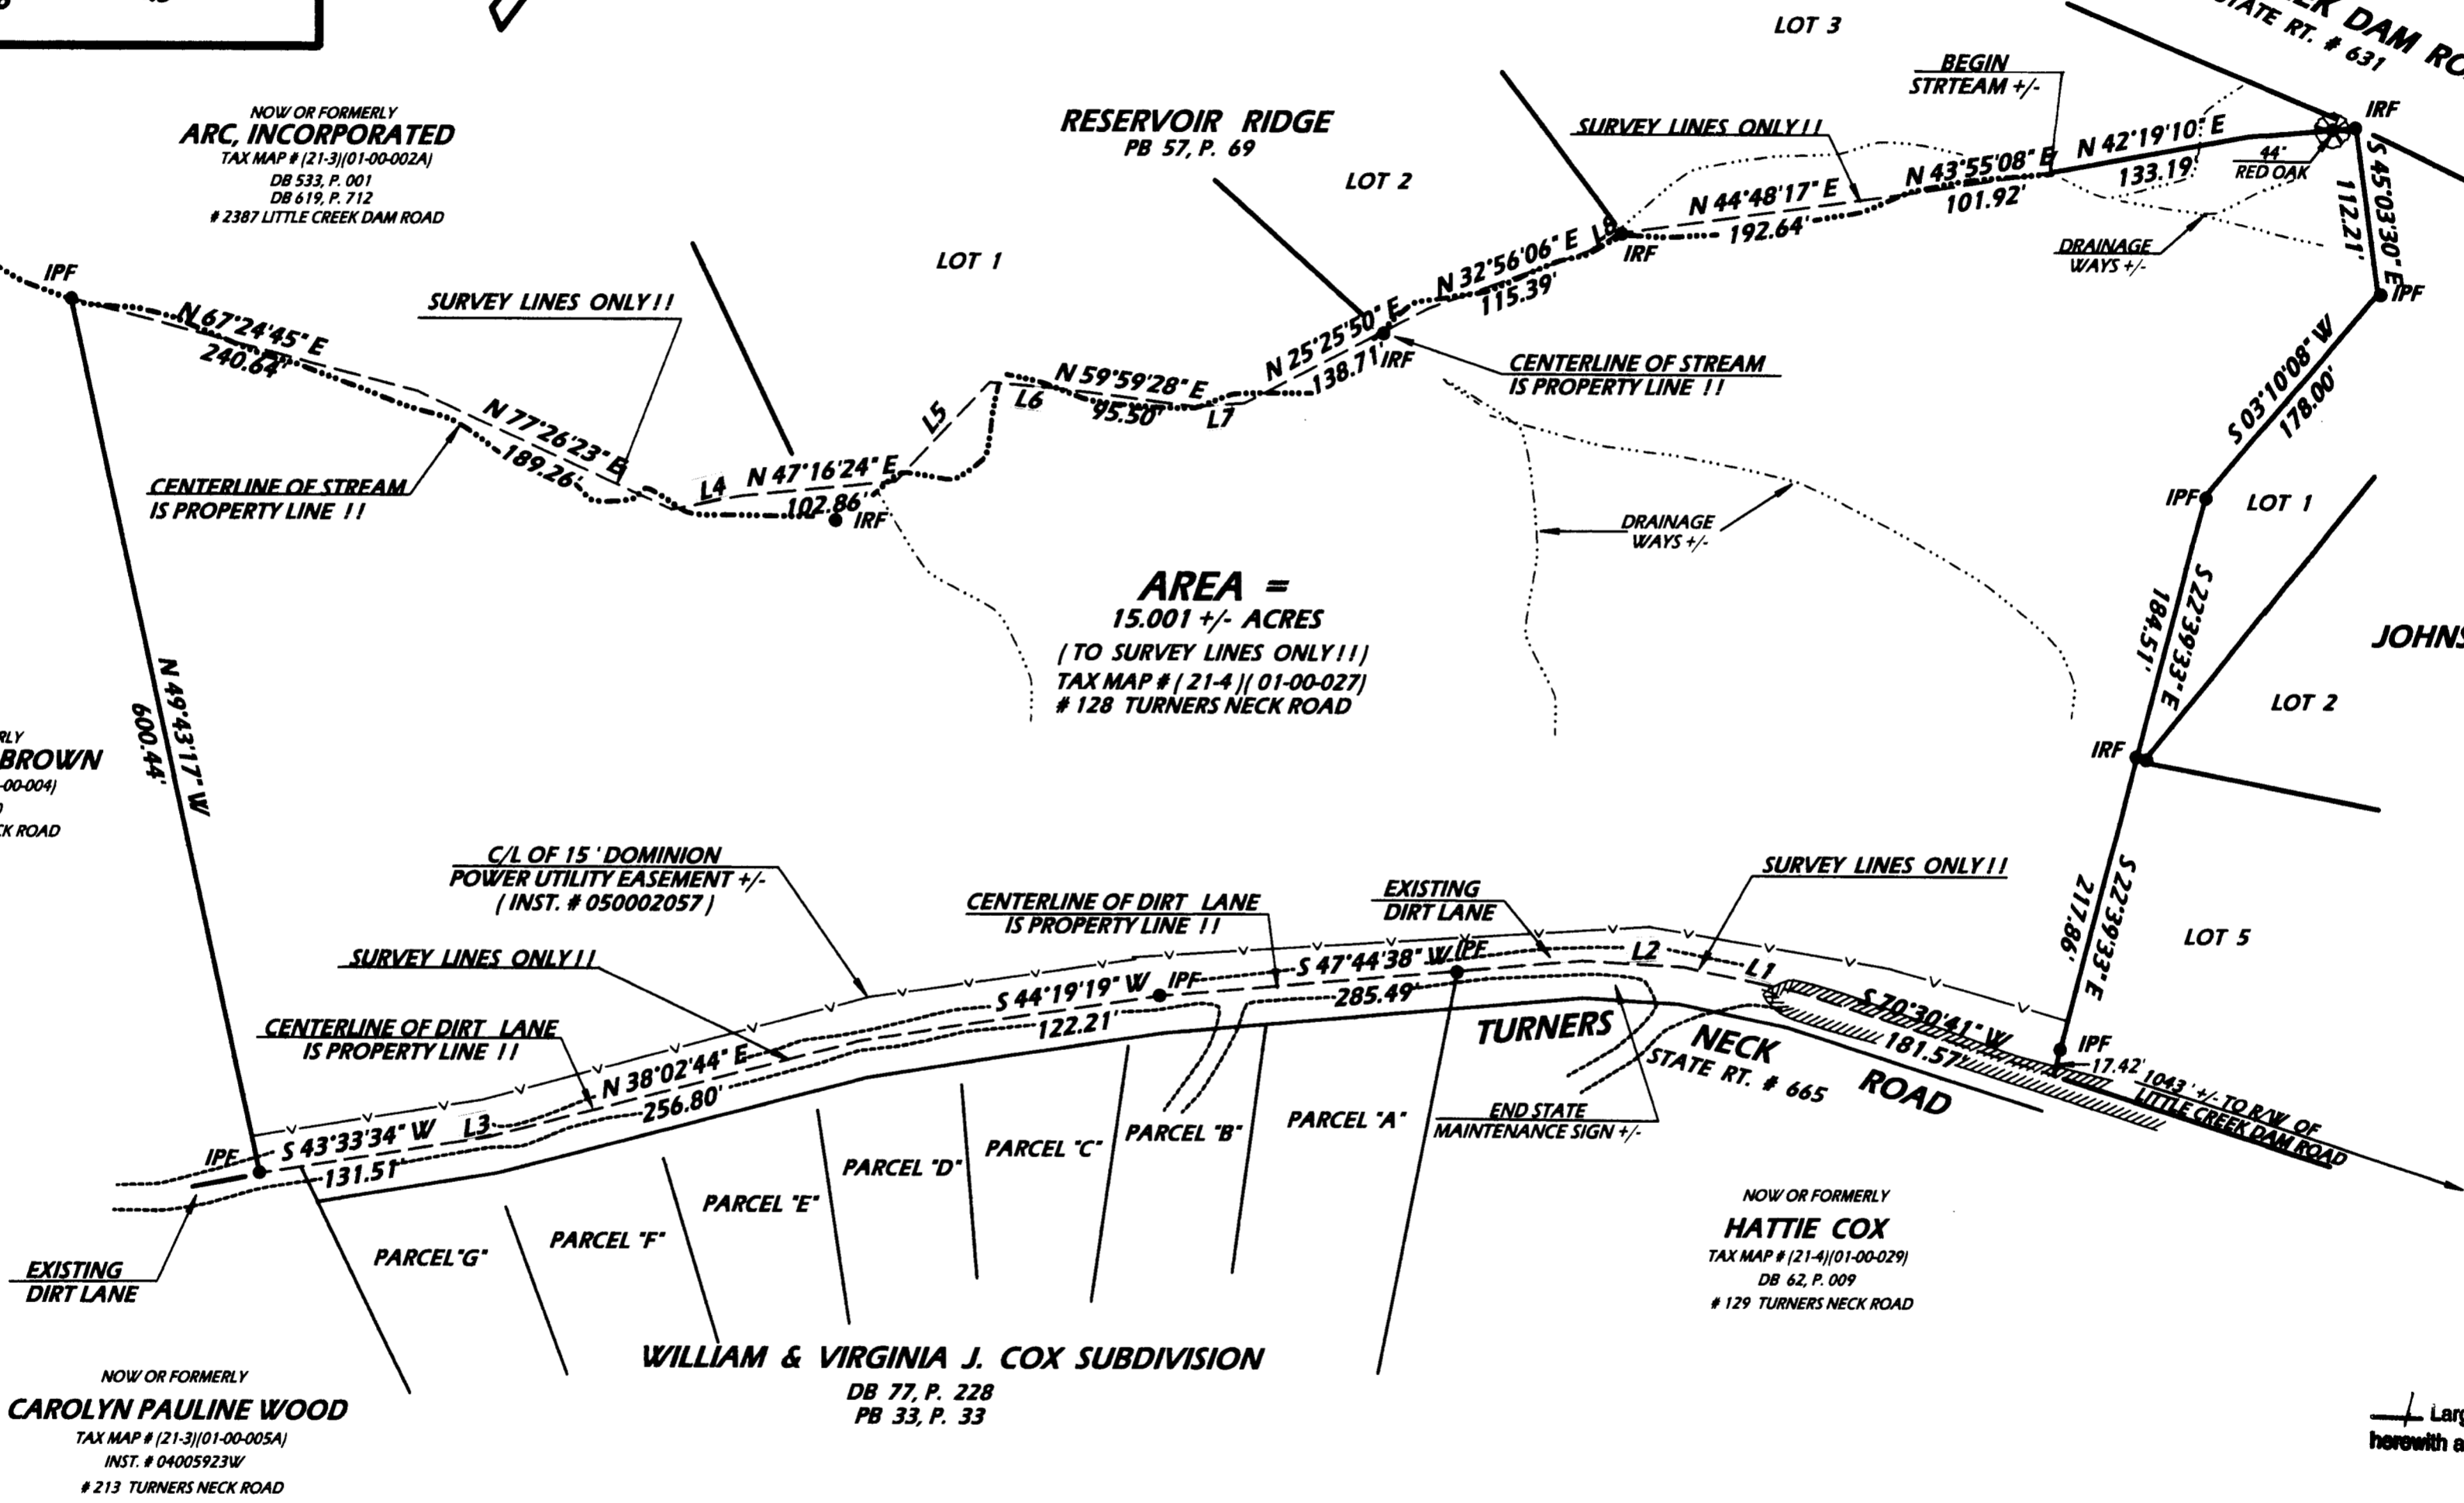 LOT 3
DAM
STATE RT. # 631
BEGIN
STRTEAM +/-
NOW OR FORMERLY
ARC, INCORPORATED
TAX MAP # (21-3)(01-00-002A)
DB 533, P. 001
DB 619, P. 712
# 2387 LITTLE CREEK DAM ROAD
RESERVOIR RIDGE
PB 57, P. 69
LOT 2
SURVEY LINES ONLY!!
N 42°19'10" E
133.19'
44"
RED OAK
IRF
S 45°03'30" E
112.21'
IPF
N 43°55'08" E
101.92'
N 44°48'17" E
192.64'
DRAINAGE
WAYS +/-
L8
IRF
N 32°56'06" E
115.39'
LOT 1
IPF
N 67°24'45" E
240.64'
SURVEY LINES ONLY!!
N 25°25'50" E
138.71'
IRF
CENTERLINE OF STREAM
IS PROPERTY LINE !!
S 03°10'08" W
178.00'
N 59°59'28" E
95.50'
L6
L7
L5
N 77°26'23" E
189.26'
CENTERLINE OF STREAM
IS PROPERTY LINE !!
L4
N 47°16'24" E
102.86'
IRF
IPF
LOT 1
DRAINAGE
WAYS +/-
AREA =
15.001 +/- ACRES
( TO SURVEY LINES ONLY!!)
TAX MAP # ( 21-4 )( 01-00-027)
# 128 TURNERS NECK ROAD
S 22°39'33" E
184.51'
JOHNS
LOT 2
N 49°43'17" W
600.44'
BROWN
-00-004)
ROAD
IRF
S 22°39'33" E
217.86'
LOT 5
C/L OF 15 ' DOMINION
POWER UTILITY EASEMENT +/-
( INST. # 050002057 )
CENTERLINE OF DIRT LANE
IS PROPERTY LINE !!
EXISTING
DIRT LANE
SURVEY LINES ONLY!!
SURVEY LINES ONLY!!
S 44°19'19" W
122.21'
IPF
S 47°44'38" W
285.49'
IPF
L2
L1
S 70°30'41" W
181.57'
IPF
17.42'
1043 ' +/- TO R/W OF
LITTLE CREEK DAM ROAD
CENTERLINE OF DIRT LANE
IS PROPERTY LINE !!
N 38°02'44" E
256.80'
TURNERS NECK ROAD
STATE RT. # 665
END STATE
MAINTENANCE SIGN +/-
IPF
S 43°33'34" W
131.51'
L3
PARCEL "G"
PARCEL "F"
PARCEL "E"
PARCEL "D"
PARCEL "C"
PARCEL "B"
PARCEL "A"
EXISTING
DIRT LANE
NOW OR FORMERLY
HATTIE COX
TAX MAP # (21-4)(01-00-029)
DB 62, P. 009
# 129 TURNERS NECK ROAD
WILLIAM & VIRGINIA J. COX SUBDIVISION
DB 77, P. 228
PB 33, P. 33
NOW OR FORMERLY
CAROLYN PAULINE WOOD
TAX MAP # (21-3)(01-00-005A)
INST. # 04005923W
# 213 TURNERS NECK ROAD
herewith a